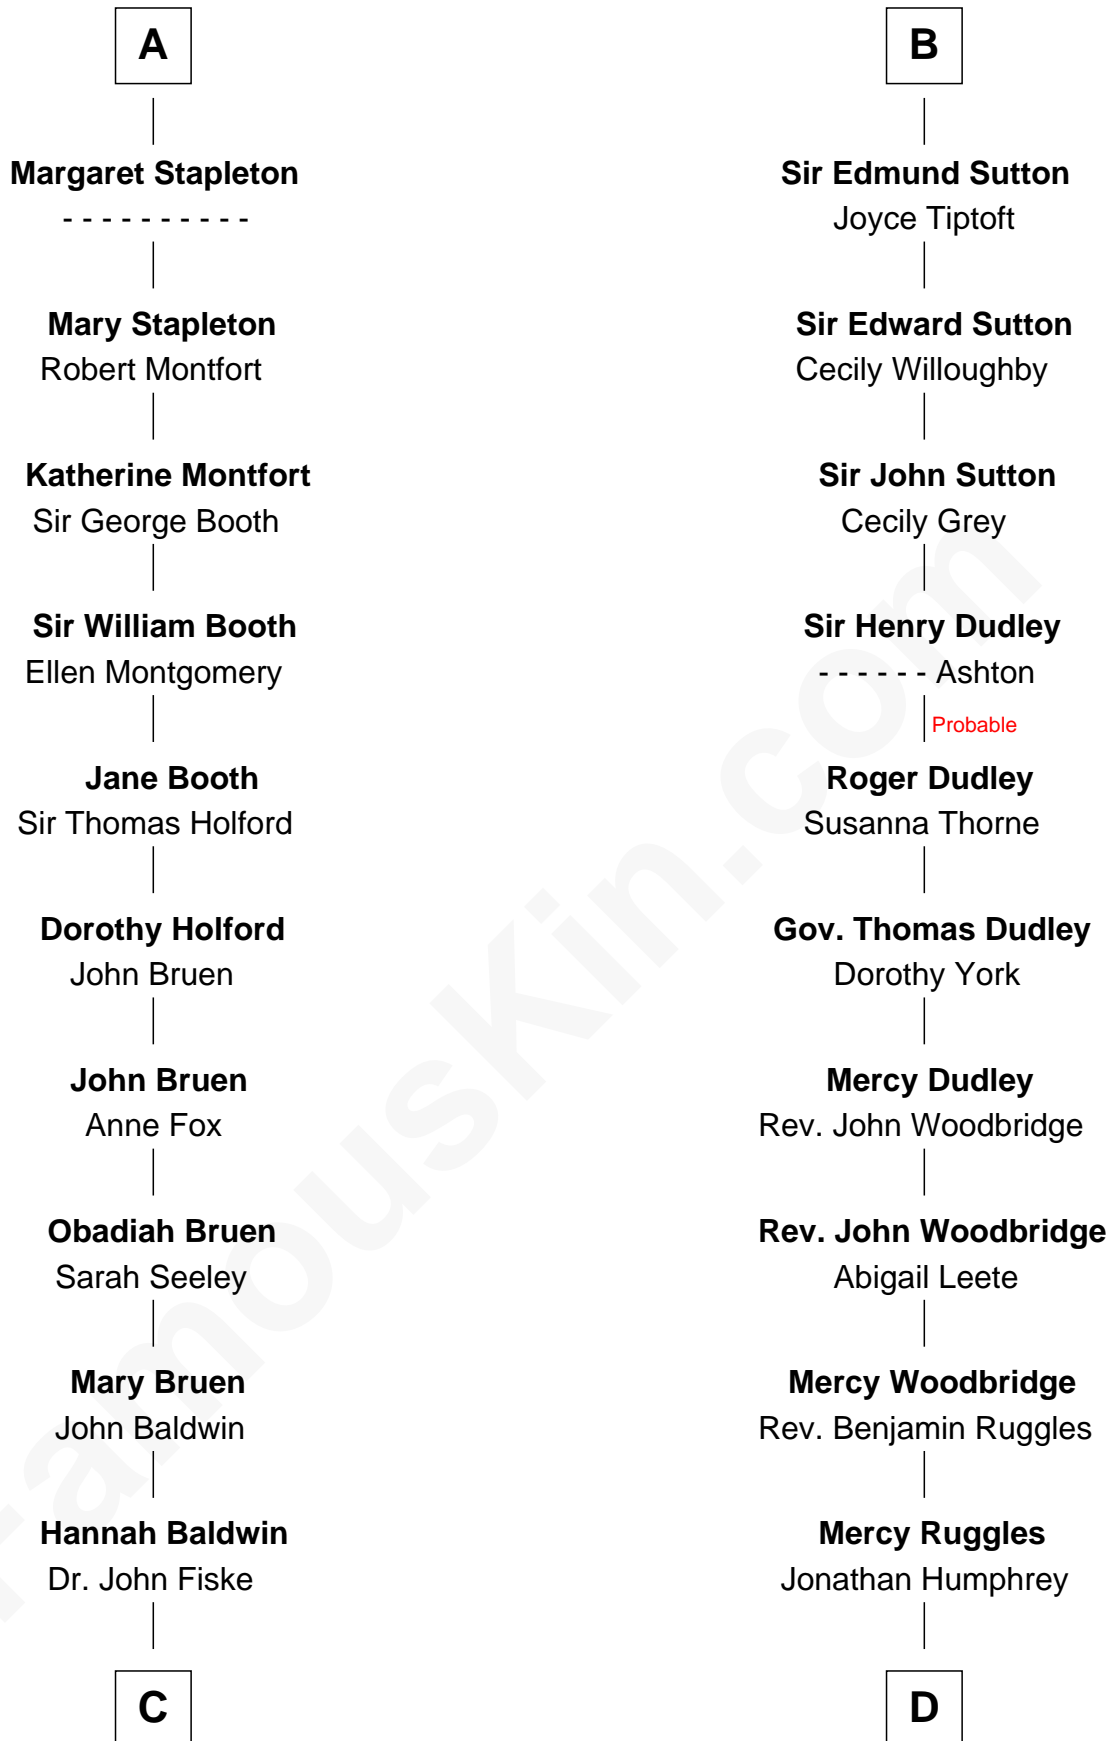 A
Margaret Stapleton
- - - - - - - - - -
Mary Stapleton
Robert Montfort
Katherine Montfort
Sir George Booth
Sir William Booth
Ellen Montgomery
Jane Booth
Sir Thomas Holford
Dorothy Holford
John Bruen
John Bruen
Anne Fox
Obadiah Bruen
Sarah Seeley
Mary Bruen
John Baldwin
Hannah Baldwin
Dr. John Fiske
C
B
Sir Edmund Sutton
Joyce Tiptoft
Sir Edward Sutton
Cecily Willoughby
Sir John Sutton
Cecily Grey
Sir Henry Dudley
- - - - - - Ashton
Probable
Roger Dudley
Susanna Thorne
Gov. Thomas Dudley
Dorothy York
Mercy Dudley
Rev. John Woodbridge
Rev. John Woodbridge
Abigail Leete
Mercy Woodbridge
Rev. Benjamin Ruggles
Mercy Ruggles
Jonathan Humphrey
D
FamousKin.com